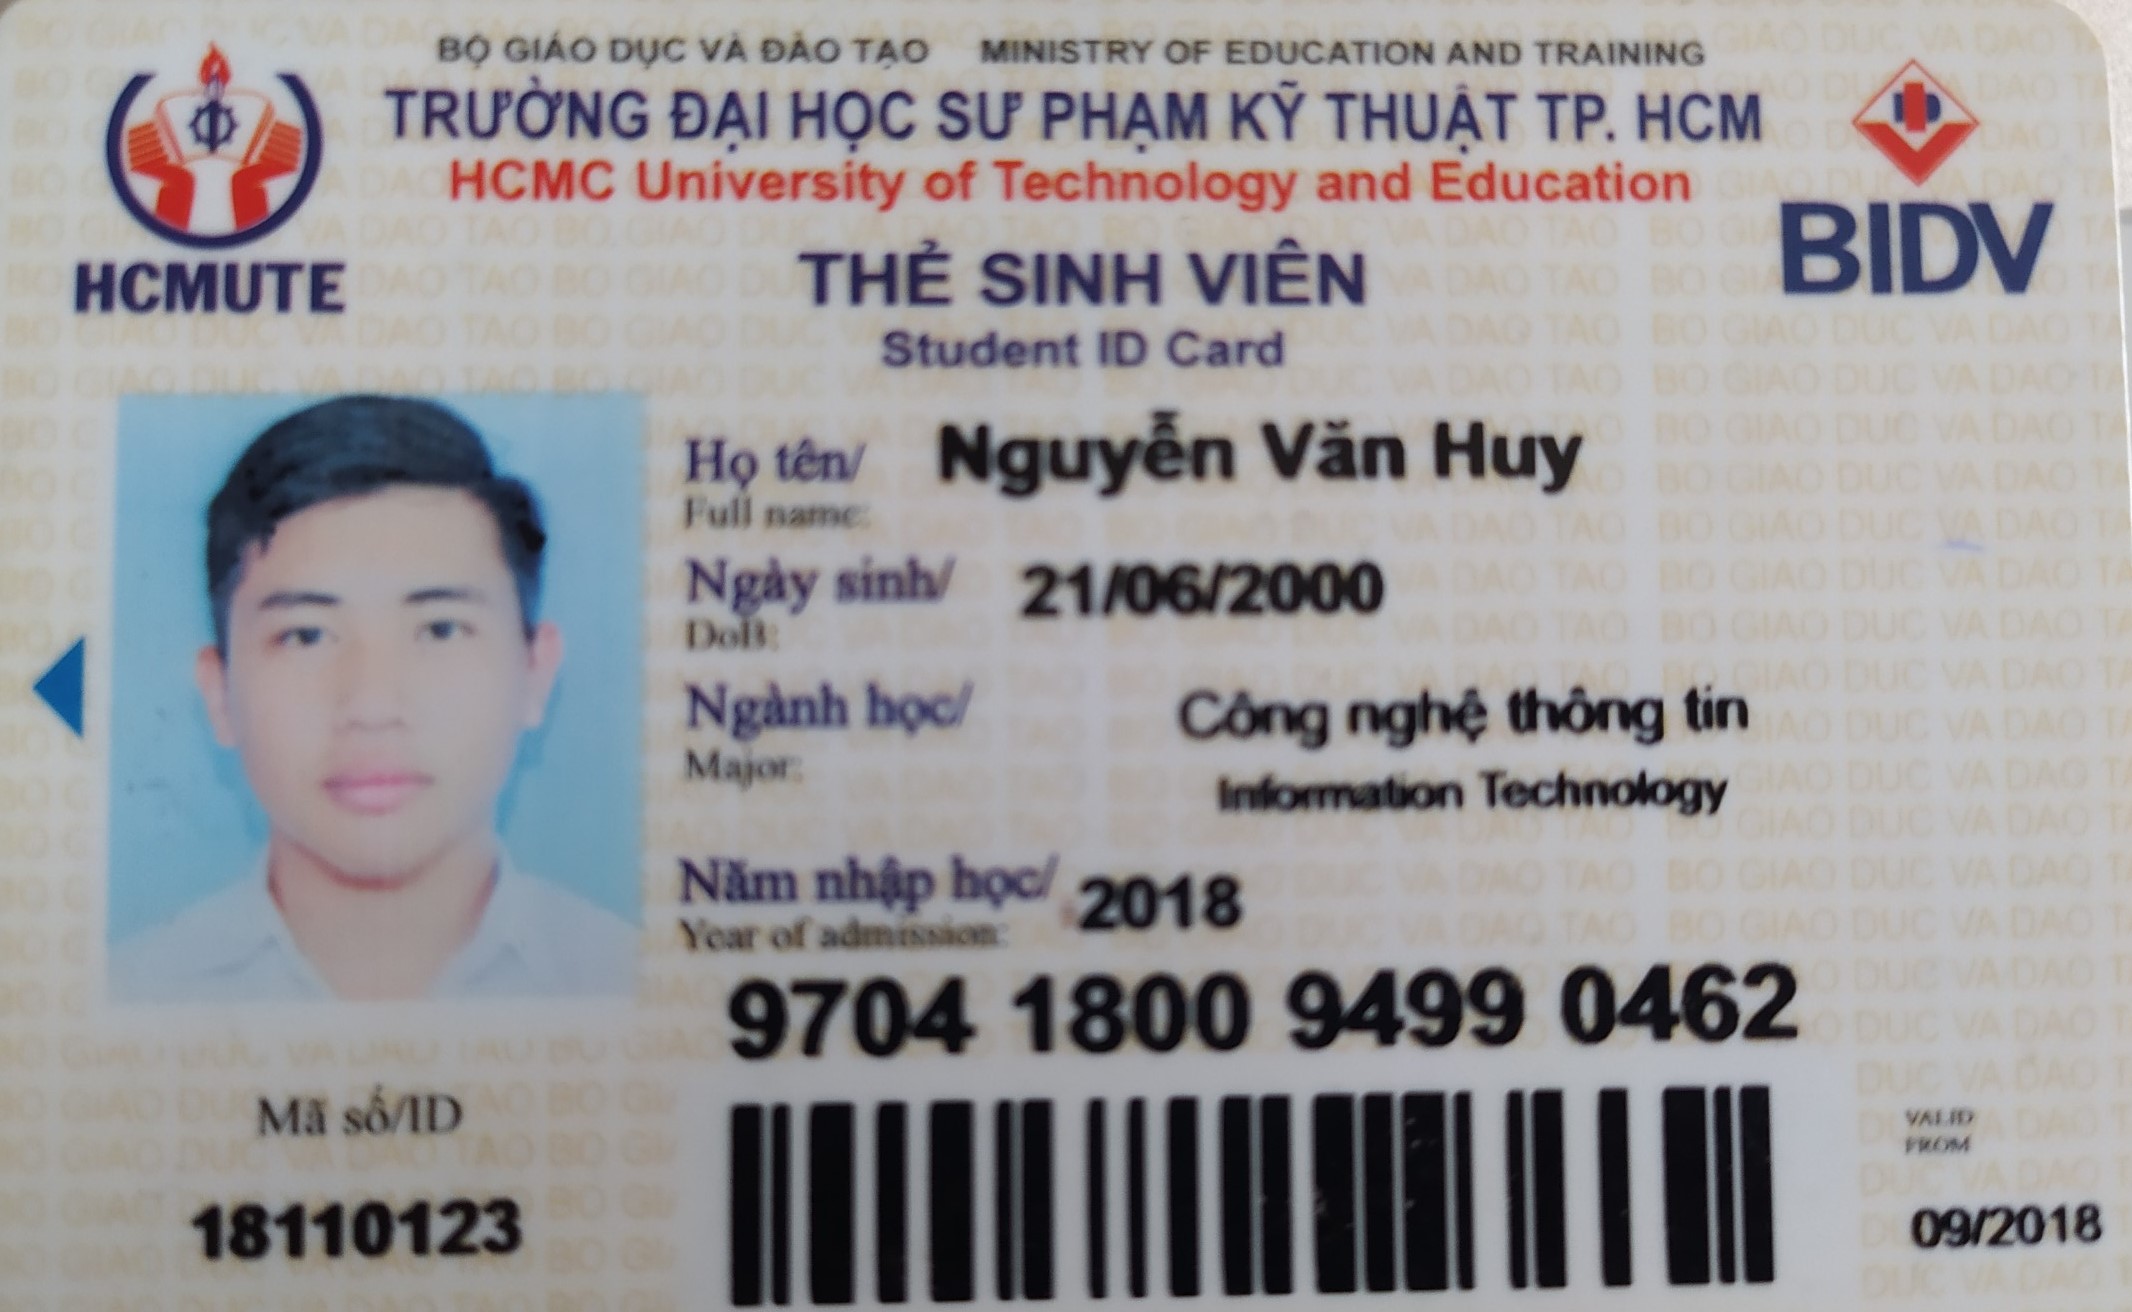 BỘ GIÁO DỤC VÀ ĐÀO TẠO MINISTRY OF EDUCATION AND TRAINING
TRƯỜNG ĐẠI HỌC SƯ PHẠM KỸ THUẬT TP. HCM
HCMC University of Technology and Education
HCMUTE
BIDV
THẺ SINH VIÊN
Student ID Card
Họ tên/ Nguyễn Văn Huy
Full name:
Ngày sinh/ 21/06/2000
DoB:
Ngành học/ Công nghệ thông tin
Major: Information Technology
Năm nhập học/ 2018
Year of admission:
9704 1800 9499 0462
Mã số/ID
18110123
VALID
FROM
09/2018